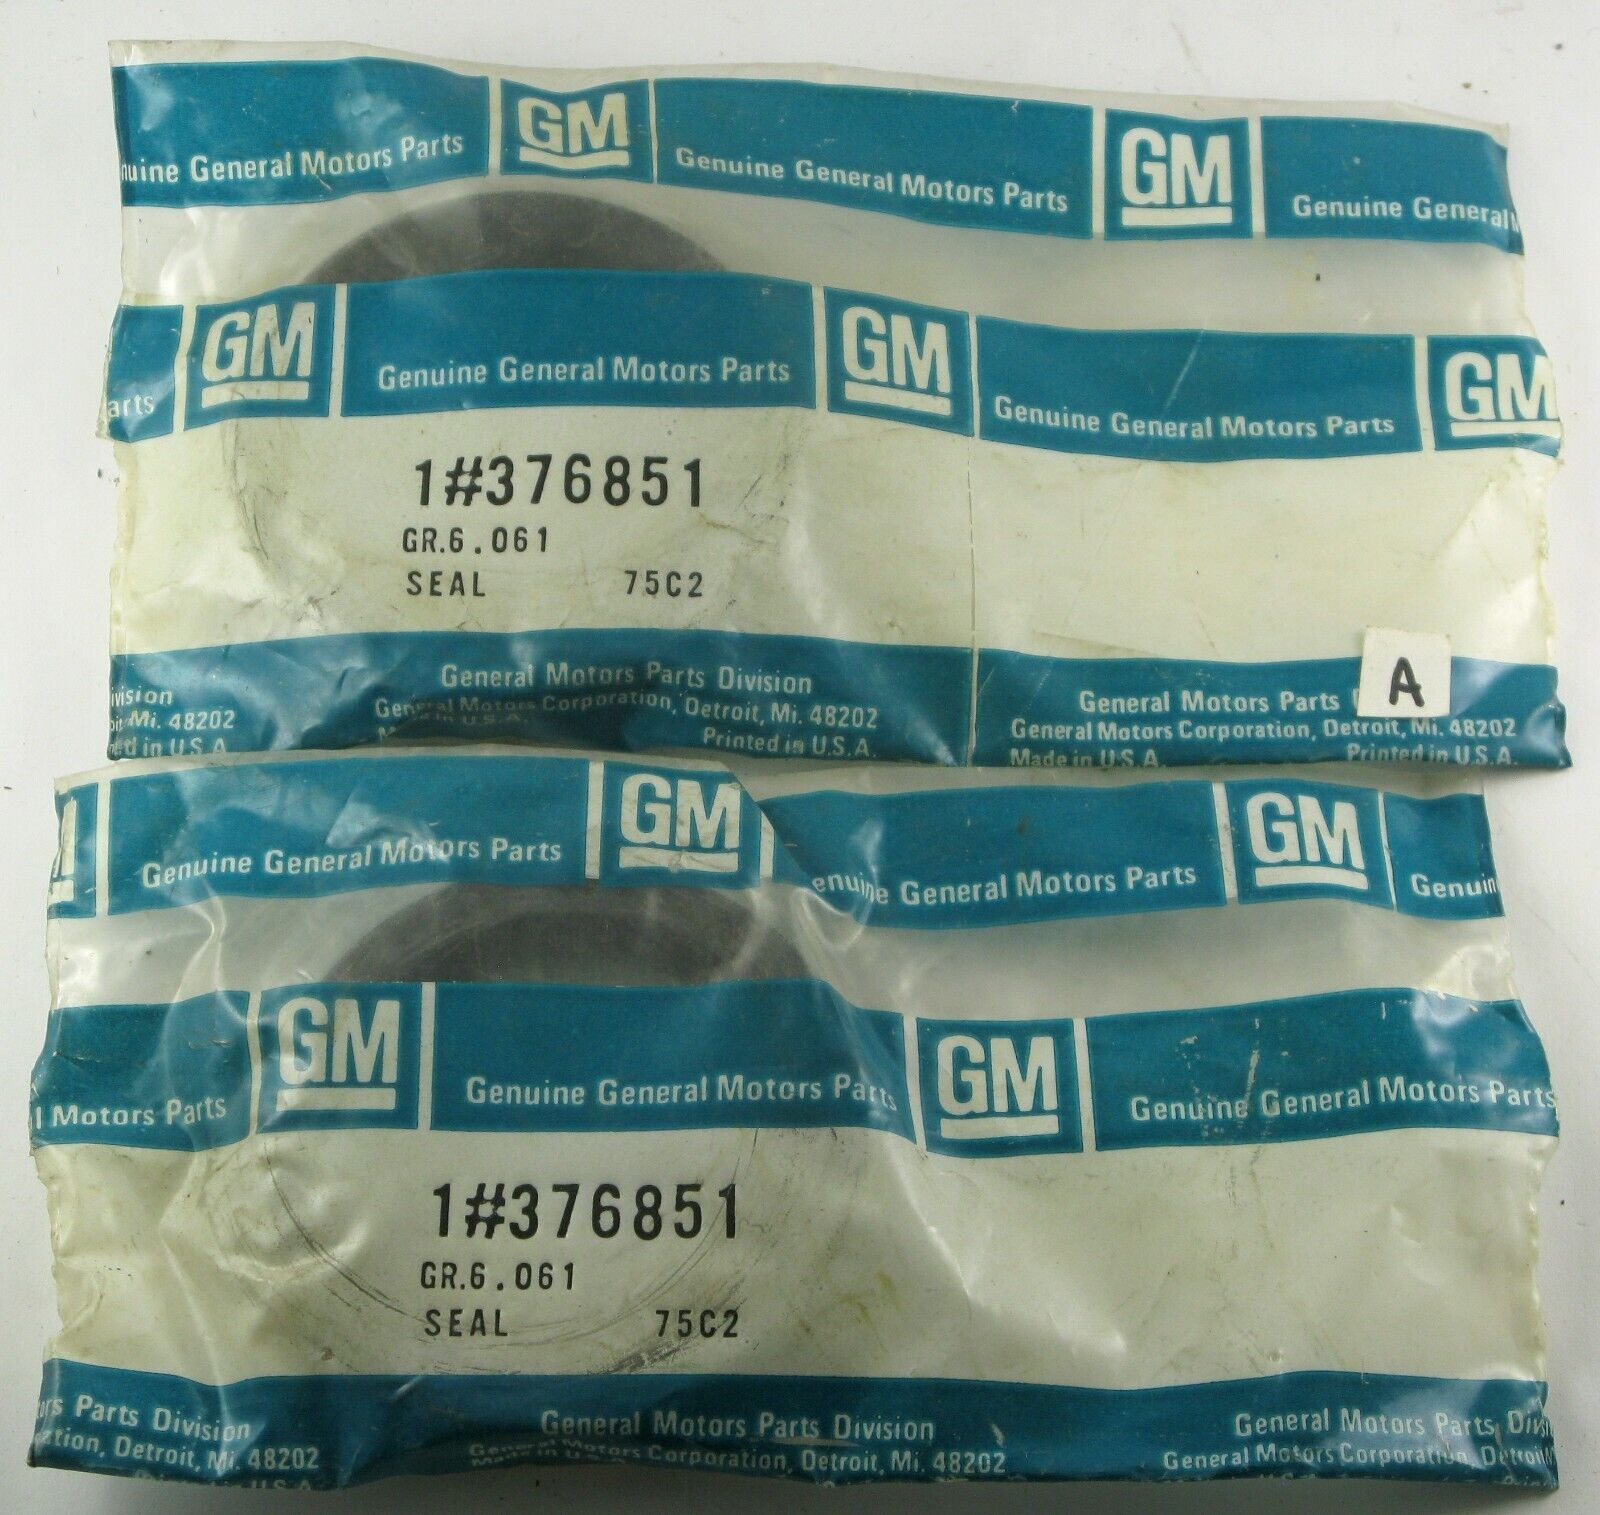 Genuine General Motors Parts GM Genuine General Motors Parts GM Genuine General
GM Genuine General Motors Parts GM Genuine General Motors Parts GM
1#376851
GR.6.061
SEAL 75C2
General Motors Parts Division General Motors Parts
Mi. 48202 General Motors Corporation, Detroit, Mi. 48202 General Motors Corporation, Detroit, Mi. 48202
in U.S.A. in U.S.A. Printed in U.S.A. Made in U.S.A. Printed in U.S.A.
A
Genuine General Motors Parts GM Genuine General Motors Parts GM
Motors Parts GM Genuine General Motors Parts GM Genuine General Motors Parts
1#376851
GR.6.061
SEAL 75C2
Parts Division General Motors Parts Division General Motors Parts
Detroit, Mi. 48202 General Motors Corporation, Detroit, Mi. 48202 General Motors Corporation, Detroit